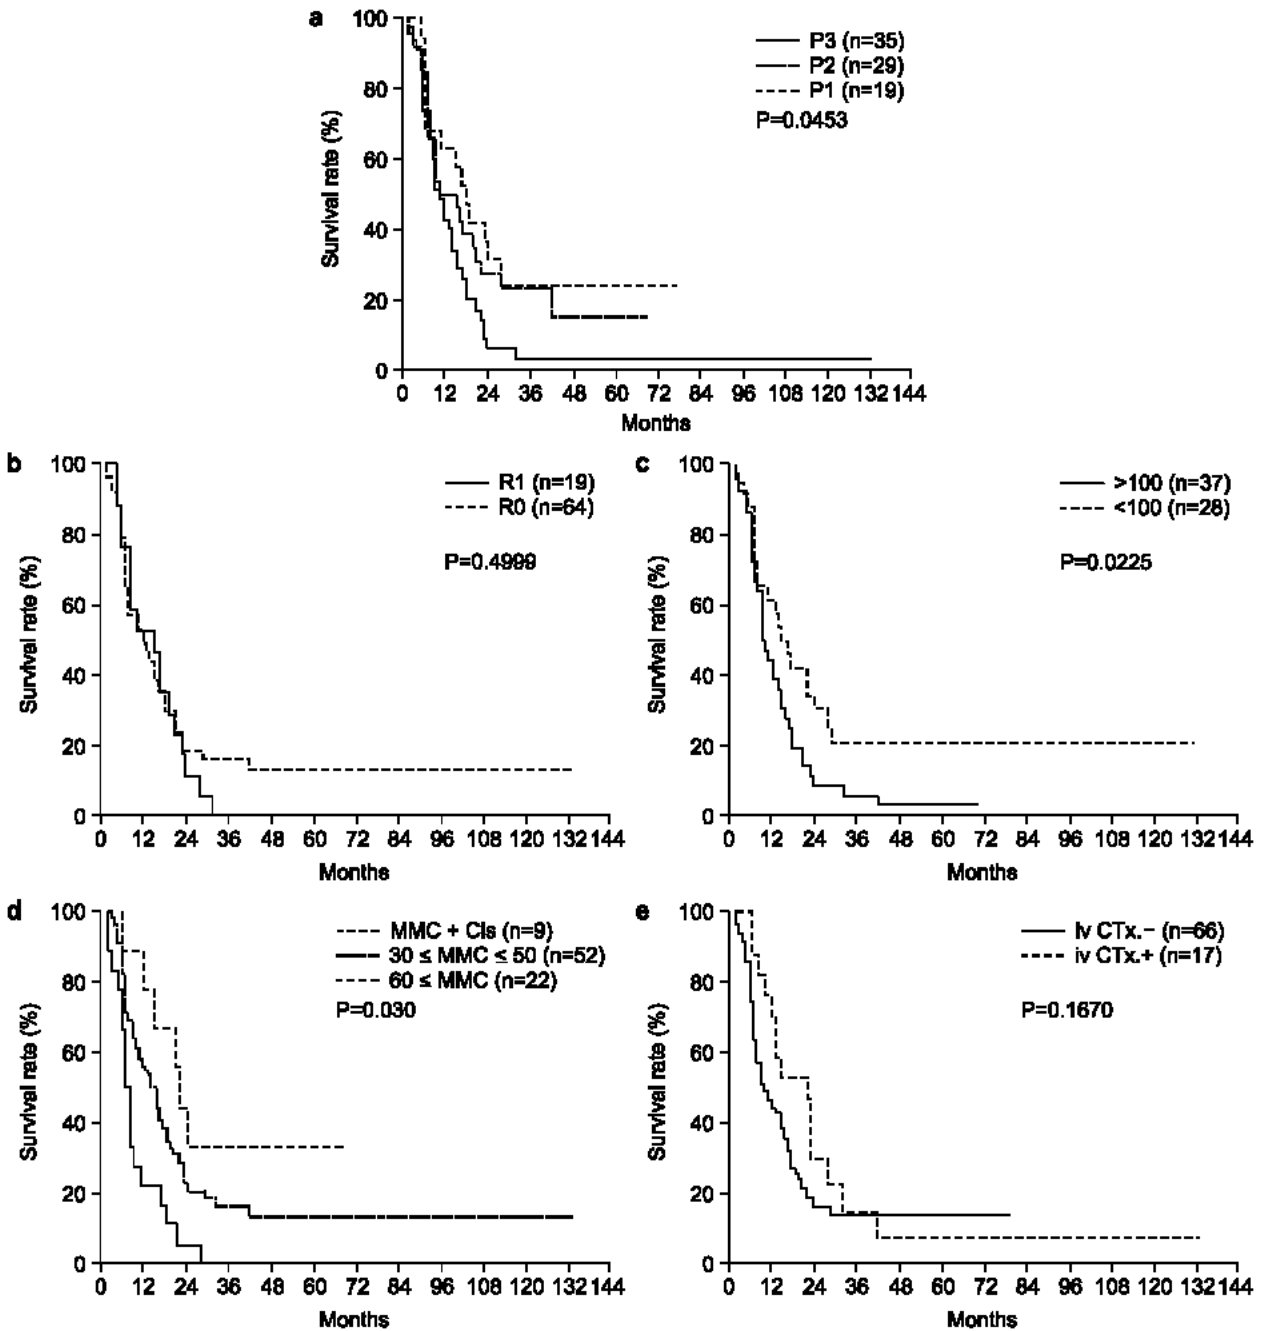 a
100
80
60
40
20
0
Survival rate (%)
P3 (n=35)
P2 (n=29)
P1 (n=19)
P=0.0453
0 12 24 36 48 60 72 84 96 108 120 132 144
Months
b
100
80
60
40
20
0
Survival rate (%)
R1 (n=19)
R0 (n=64)
P=0.4999
0 12 24 36 48 60 72 84 96 108 120 132 144
Months
c
100
80
60
40
20
0
Survival rate (%)
>100 (n=37)
<100 (n=28)
P=0.0225
0 12 24 36 48 60 72 84 96 108 120 132 144
Months
d
100
80
60
40
20
0
Survival rate (%)
MMC + Cis (n=9)
30 ≤ MMC ≤ 50 (n=52)
60 ≤ MMC (n=22)
P=0.030
0 12 24 36 48 60 72 84 96 108 120 132 144
Months
e
100
80
60
40
20
0
Survival rate (%)
iv CTx.− (n=66)
iv CTx.+ (n=17)
P=0.1670
0 12 24 36 48 60 72 84 96 108 120 132 144
Months